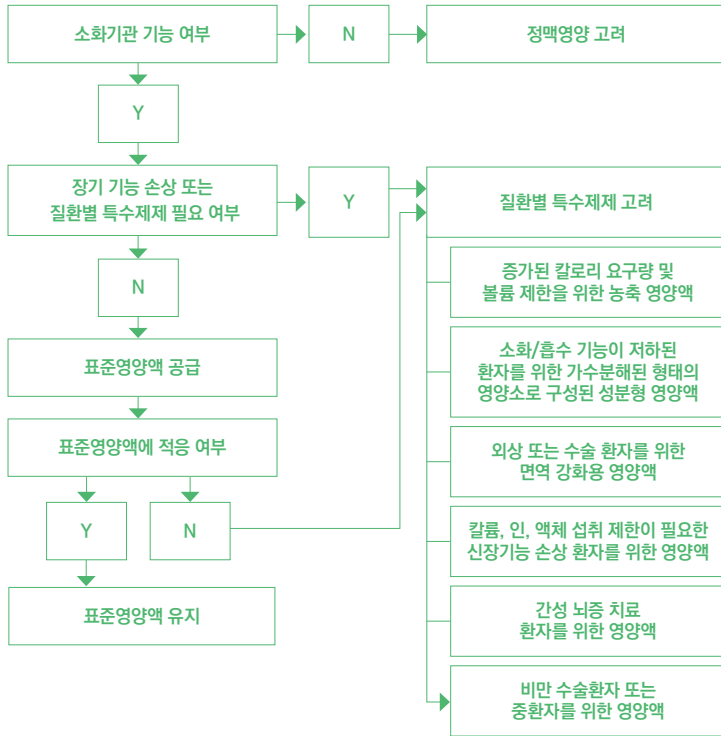 소화기관 기능 여부
N
정맥영양 고려
Y
장기 기능 손상 또는
질환별 특수제제 필요 여부
Y
질환별 특수제제 고려
N
증가된 칼로리 요구량 및
볼륨 제한을 위한 농축 영양액
표준영양액 공급
소화/흡수 기능이 저하된
환자를 위한 가수분해된 형태의
영양소로 구성된 성분형 영양액
표준영양액에 적응 여부
외상 또는 수술 환자를 위한
면역 강화용 영양액
Y
N
칼륨, 인, 액체 섭취 제한이 필요한
신장기능 손상 환자를 위한 영양액
표준영양액 유지
간성 뇌증 치료
환자를 위한 영양액
비만 수술환자 또는
중환자를 위한 영양액